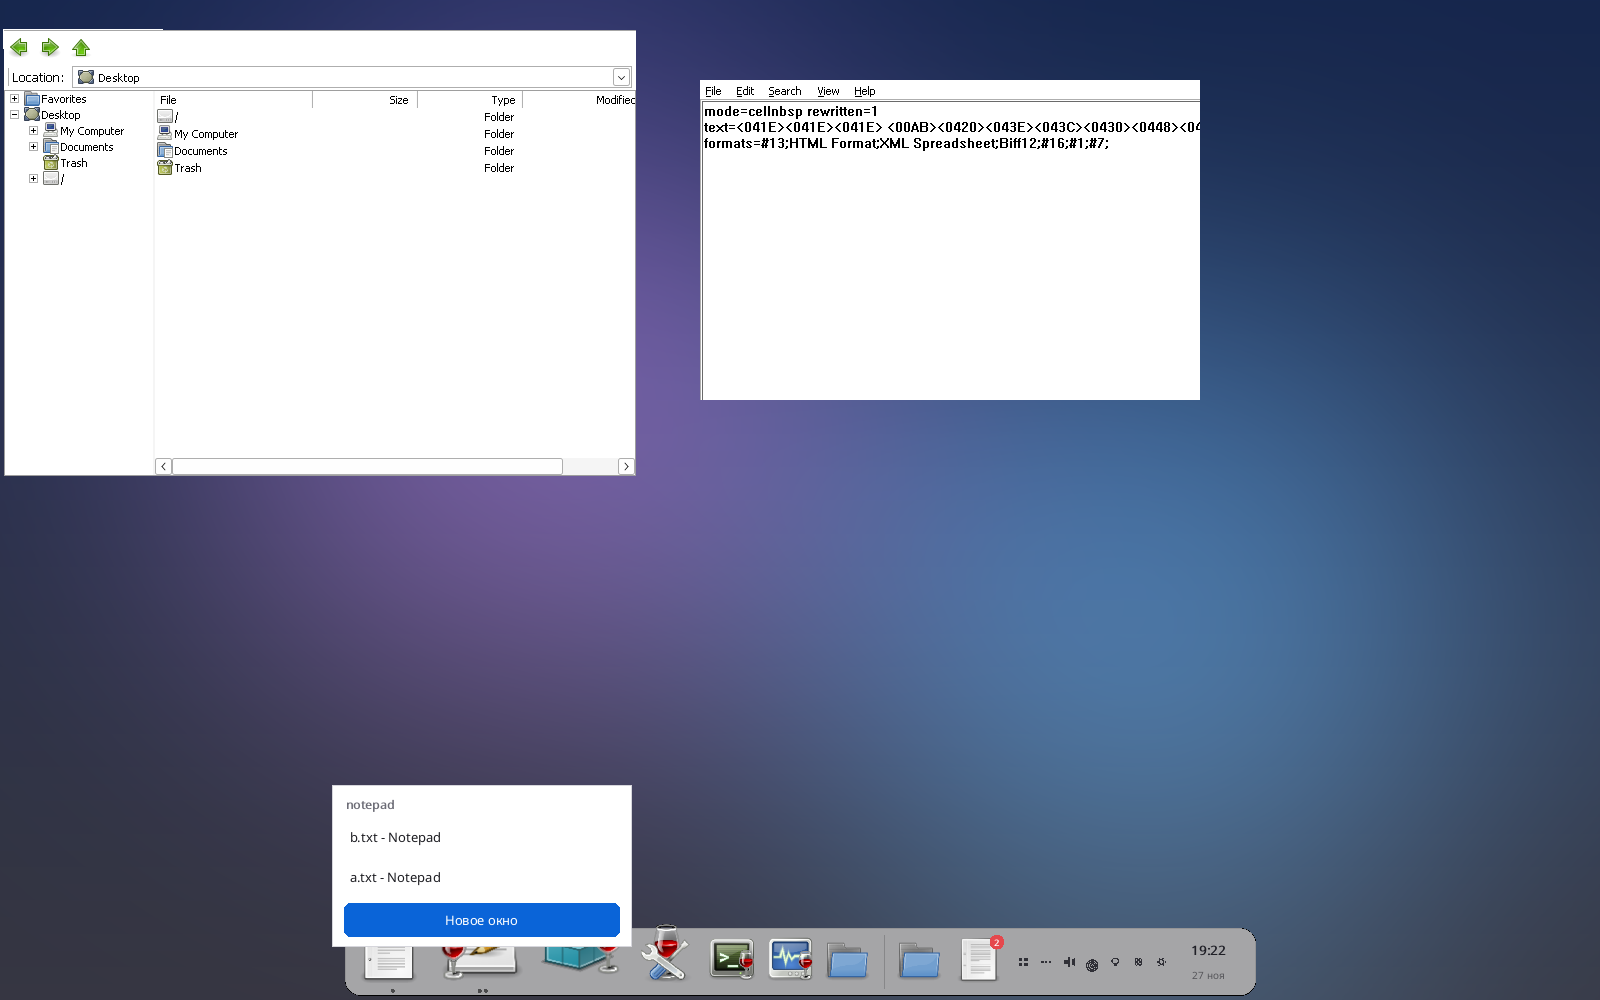 Location: Desktop
Favorites
Desktop
My Computer
Documents
Trash
/
File Size Type Modified
/ Folder
My Computer Folder
Documents Folder
Trash Folder
File Edit Search View Help
mode=cellnbsp rewritten=1
text=<041E><041E><041E> <00AB><0420><043E><043C><0430><0448><04
formats=#13;HTML Format;XML Spreadsheet;Biff12;#16;#1;#7;
notepad
b.txt - Notepad
a.txt - Notepad
Новое окно
2
19:22
27 ноя